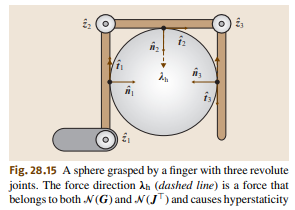 ẑ₂
ẑ₃
n̂₂
t̂₂
t̂₁
λₕ
n̂₃
n̂₁
t̂₃
ẑ₁
Fig. 28.15 A sphere grasped by a finger with three revolute
joints. The force direction λₕ (dashed line) is a force that
belongs to both 𝒩(G) and 𝒩(Jᵀ) and causes hyperstaticity